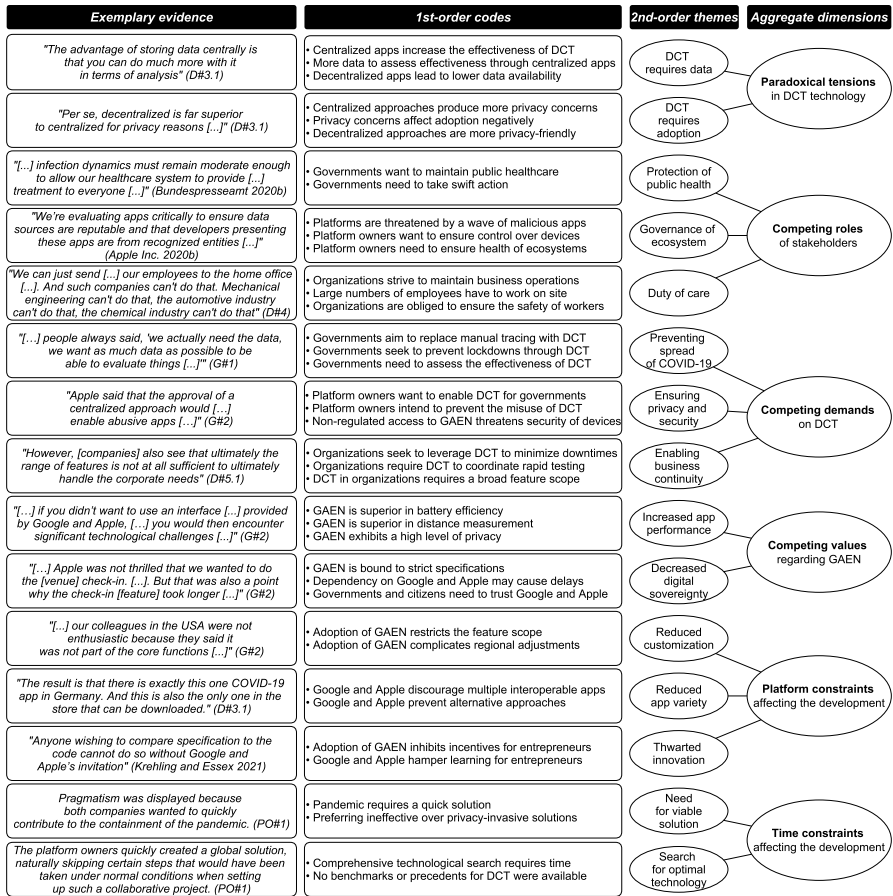 Exemplary evidence
1st-order codes
2nd-order themes
Aggregate dimensions
"The advantage of storing data centrally is
that you can do much more with it
in terms of analysis" (D#3.1)
• Centralized apps increase the effectiveness of DCT
• More data to assess effectiveness through centralized apps
• Decentralized apps lead to lower data availability
DCT
requires data
Paradoxical tensions
in DCT technology
"Per se, decentralized is far superior
to centralized for privacy reasons [...]" (D#3.1)
• Centralized approaches produce more privacy concerns
• Privacy concerns affect adoption negatively
• Decentralized approaches are more privacy-friendly
DCT
requires
adoption
"[...] infection dynamics must remain moderate enough
to allow our healthcare system to provide [...]
treatment to everyone [...]" (Bundespresseamt 2020b)
• Governments want to maintain public healthcare
• Governments need to take swift action
Protection of
public health
"We're evaluating apps critically to ensure data
sources are reputable and that developers presenting
these apps are from recognized entities [...]"
(Apple Inc. 2020b)
• Platforms are threatened by a wave of malicious apps
• Platform owners want to ensure control over devices
• Platform owners need to ensure health of ecosystems
Governance of
ecosystem
Competing roles
of stakeholders
"We can just send [...] our employees to the home office
[...]. And such companies can't do that. Mechanical
engineering can't do that, the automotive industry
can't do that, the chemical industry can't do that" (D#4)
• Organizations strive to maintain business operations
• Large numbers of employees have to work on site
• Organizations are obliged to ensure the safety of workers
Duty of care
"[…] people always said, 'we actually need the data,
we want as much data as possible to be
able to evaluate things [...]'" (G#1)
• Governments aim to replace manual tracing with DCT
• Governments seek to prevent lockdowns through DCT
• Governments need to assess the effectiveness of DCT
Preventing
spread
of COVID-19
"Apple said that the approval of a
centralized approach would […]
enable abusive apps […]" (G#2)
• Platform owners want to enable DCT for governments
• Platform owners intend to prevent the misuse of DCT
• Non-regulated access to GAEN threatens security of devices
Ensuring
privacy and
security
Competing demands
on DCT
"However, [companies] also see that ultimately the
range of features is not at all sufficient to ultimately
handle the corporate needs" (D#5.1)
• Organizations seek to leverage DCT to minimize downtimes
• Organizations require DCT to coordinate rapid testing
• DCT in organizations requires a broad feature scope
Enabling
business
continuity
"[…] if you didn't want to use an interface [...] provided
by Google and Apple, […] you would then encounter
significant technological challenges [...]" (G#2)
• GAEN is superior in battery efficiency
• GAEN is superior in distance measurement
• GAEN exhibits a high level of privacy
Increased app
performance
Competing values
regarding GAEN
"[…] Apple was not thrilled that we wanted to do
the [venue] check-in. [...]. But that was also a point
why the check-in [feature] took longer [...]" (G#2)
• GAEN is bound to strict specifications
• Dependency on Google and Apple may cause delays
• Governments and citizens need to trust Google and Apple
Decreased
digital
sovereignty
"[...] our colleagues in the USA were not
enthusiastic because they said it
was not part of the core functions [...]" (G#2)
• Adoption of GAEN restricts the feature scope
• Adoption of GAEN complicates regional adjustments
Reduced
customization
"The result is that there is exactly this one COVID-19
app in Germany. And this is also the only one in the
store that can be downloaded." (D#3.1)
• Google and Apple discourage multiple interoperable apps
• Google and Apple prevent alternative approaches
Reduced
app variety
Platform constraints
affecting the development
"Anyone wishing to compare specification to the
code cannot do so without Google and
Apple's invitation" (Krehling and Essex 2021)
• Adoption of GAEN inhibits incentives for entrepreneurs
• Google and Apple hamper learning for entrepreneurs
Thwarted
innovation
Pragmatism was displayed because
both companies wanted to quickly
contribute to the containment of the pandemic. (PO#1)
• Pandemic requires a quick solution
• Preferring ineffective over privacy-invasive solutions
Need
for viable
solution
Time constraints
affecting the development
The platform owners quickly created a global solution,
naturally skipping certain steps that would have been
taken under normal conditions when setting
up such a collaborative project. (PO#1)
• Comprehensive technological search requires time
• No benchmarks or precedents for DCT were available
Search
for optimal
technology